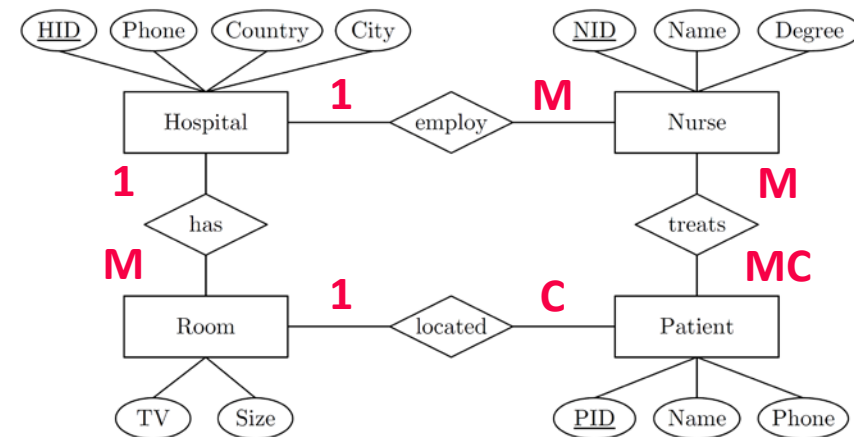 HID Phone Country City NID Name Degree
1 M
Hospital employ Nurse
1 M
has treats
M MC
1 C
Room located Patient
TV Size PID Name Phone